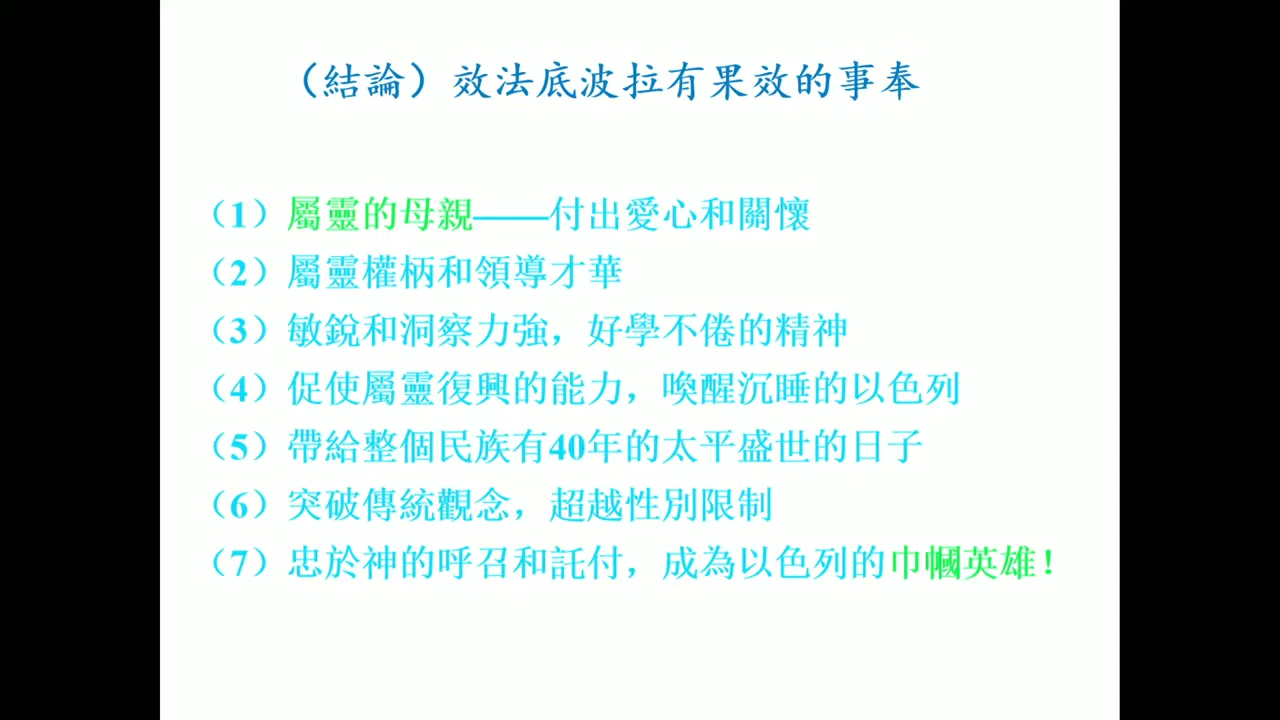 （結論）效法底波拉有果效的事奉
（1）屬靈的母親——付出愛心和關懷
（2）屬靈權柄和領導才華
（3）敏銳和洞察力強，好學不倦的精神
（4）促使屬靈復興的能力，喚醒沉睡的以色列
（5）帶給整個民族有40年的太平盛世的日子
（6）突破傳統觀念，超越性別限制
（7）忠於神的呼召和託付，成為以色列的巾幗英雄！